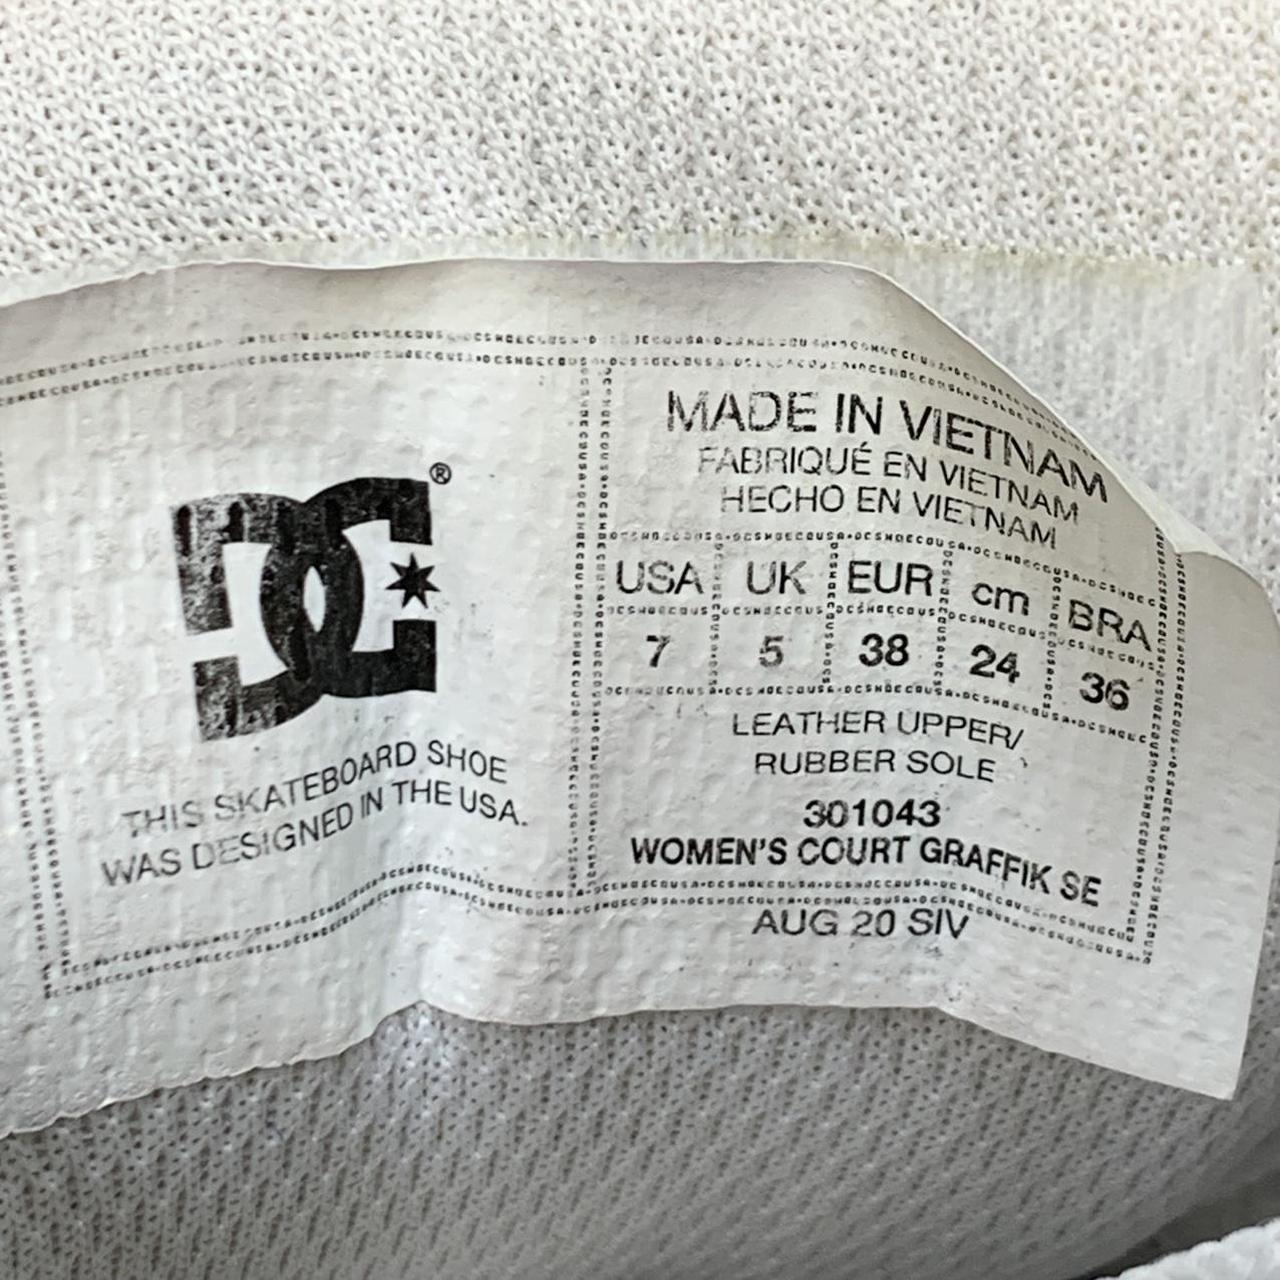 DC®
THIS SKATEBOARD SHOE
WAS DESIGNED IN THE USA.
MADE IN VIETNAM
FABRIQUÉ EN VIETNAM
HECHO EN VIETNAM
USA UK EUR cm BRA
7 5 38 24 36
LEATHER UPPER/
RUBBER SOLE
301043
WOMEN'S COURT GRAFFIK SE
AUG 20 SIV